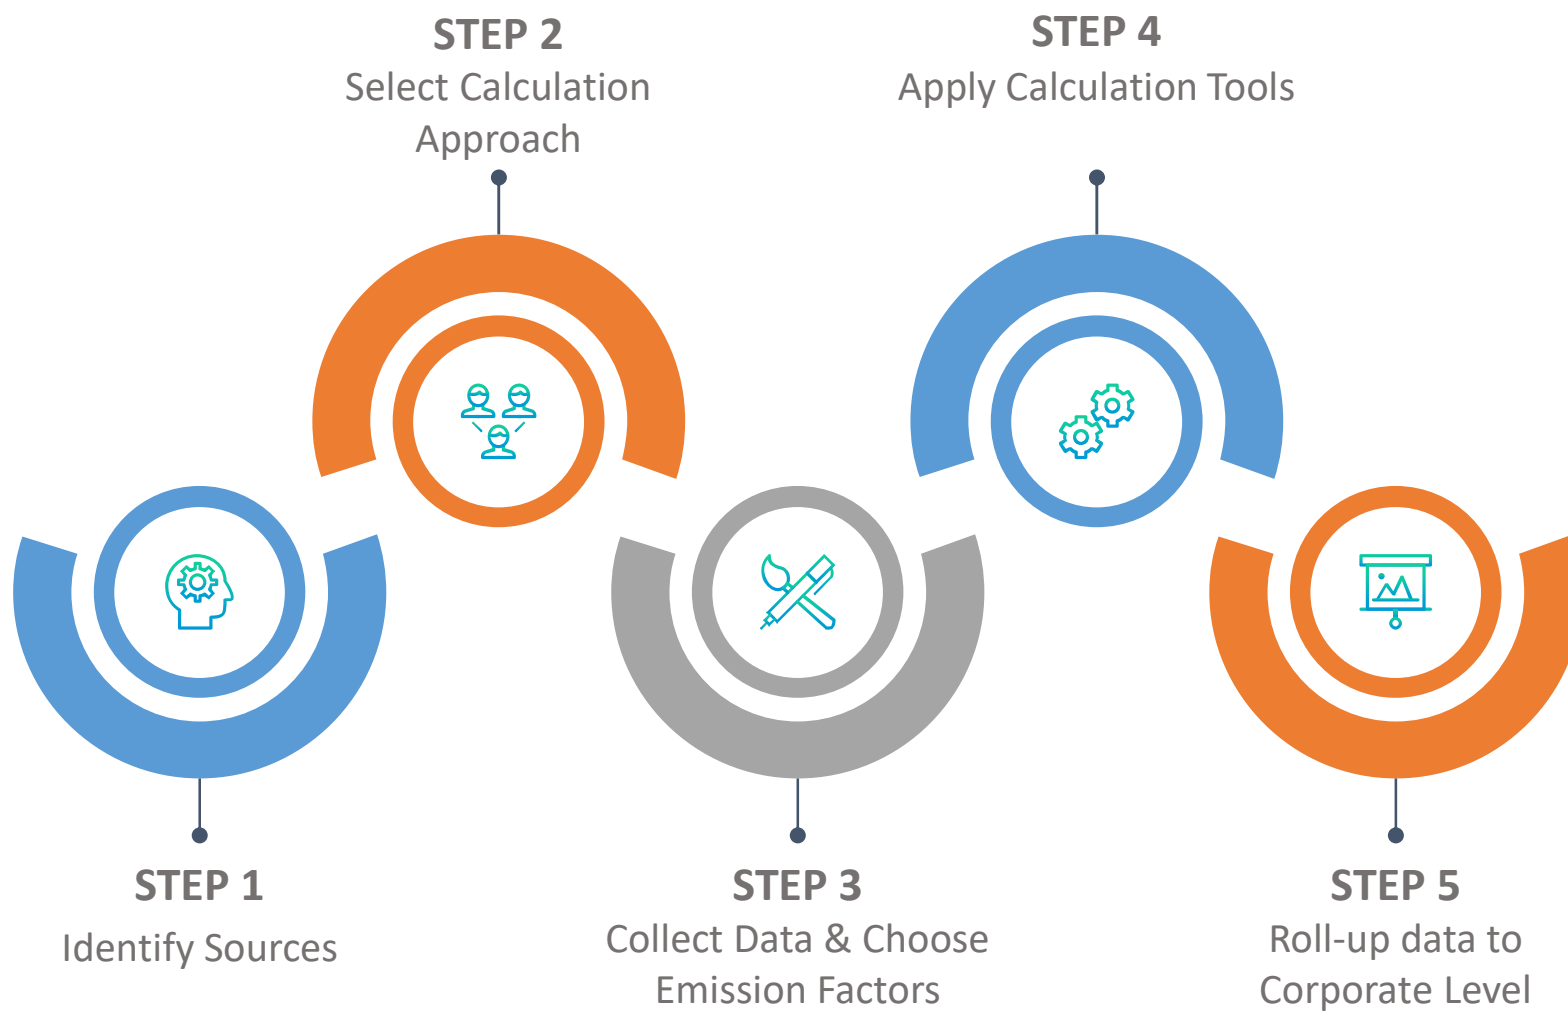 STEP 1
Identify Sources
STEP 2
Select Calculation
Approach
STEP 3
Collect Data & Choose
Emission Factors
STEP 4
Apply Calculation Tools
STEP 5
Roll-up data to
Corporate Level